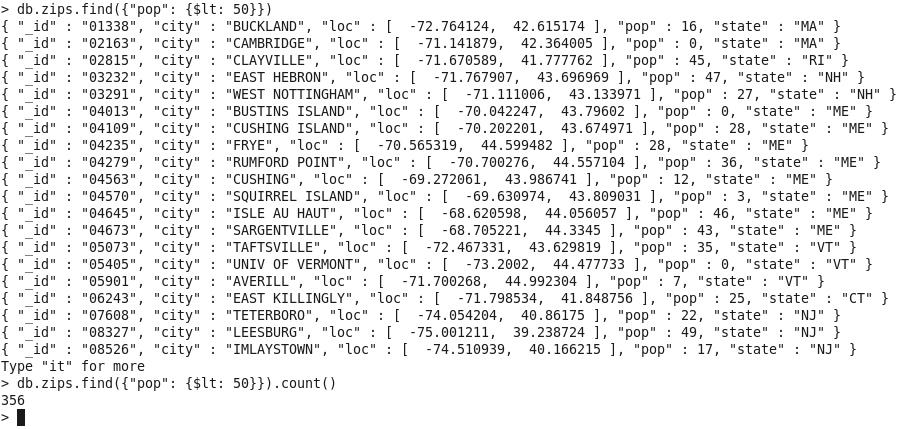 > db.zips.find({"pop": {$lt: 50}})
{ "_id" : "01338", "city" : "BUCKLAND", "loc" : [  -72.764124,  42.615174 ], "pop" : 16, "state" : "MA" }
{ "_id" : "02163", "city" : "CAMBRIDGE", "loc" : [  -71.141879,  42.364005 ], "pop" : 0, "state" : "MA" }
{ "_id" : "02815", "city" : "CLAYVILLE", "loc" : [  -71.670589,  41.777762 ], "pop" : 45, "state" : "RI" }
{ "_id" : "03232", "city" : "EAST HEBRON", "loc" : [  -71.767907,  43.696969 ], "pop" : 47, "state" : "NH" }
{ "_id" : "03291", "city" : "WEST NOTTINGHAM", "loc" : [  -71.111006,  43.133971 ], "pop" : 27, "state" : "NH" }
{ "_id" : "04013", "city" : "BUSTINS ISLAND", "loc" : [  -70.042247,  43.79602 ], "pop" : 0, "state" : "ME" }
{ "_id" : "04109", "city" : "CUSHING ISLAND", "loc" : [  -70.202201,  43.674971 ], "pop" : 28, "state" : "ME" }
{ "_id" : "04235", "city" : "FRYE", "loc" : [  -70.565319,  44.599482 ], "pop" : 28, "state" : "ME" }
{ "_id" : "04279", "city" : "RUMFORD POINT", "loc" : [  -70.700276,  44.557104 ], "pop" : 36, "state" : "ME" }
{ "_id" : "04563", "city" : "CUSHING", "loc" : [  -69.272061,  43.986741 ], "pop" : 12, "state" : "ME" }
{ "_id" : "04570", "city" : "SQUIRREL ISLAND", "loc" : [  -69.630974,  43.809031 ], "pop" : 3, "state" : "ME" }
{ "_id" : "04645", "city" : "ISLE AU HAUT", "loc" : [  -68.620598,  44.056057 ], "pop" : 46, "state" : "ME" }
{ "_id" : "04673", "city" : "SARGENTVILLE", "loc" : [  -68.705221,  44.3345 ], "pop" : 43, "state" : "ME" }
{ "_id" : "05073", "city" : "TAFTSVILLE", "loc" : [  -72.467331,  43.629819 ], "pop" : 35, "state" : "VT" }
{ "_id" : "05405", "city" : "UNIV OF VERMONT", "loc" : [  -73.2002,  44.477733 ], "pop" : 0, "state" : "VT" }
{ "_id" : "05901", "city" : "AVERILL", "loc" : [  -71.700268,  44.992304 ], "pop" : 7, "state" : "VT" }
{ "_id" : "06243", "city" : "EAST KILLINGLY", "loc" : [  -71.798534,  41.848756 ], "pop" : 25, "state" : "CT" }
{ "_id" : "07608", "city" : "TETERBORO", "loc" : [  -74.054204,  40.86175 ], "pop" : 22, "state" : "NJ" }
{ "_id" : "08327", "city" : "LEESBURG", "loc" : [  -75.001211,  39.238724 ], "pop" : 49, "state" : "NJ" }
{ "_id" : "08526", "city" : "IMLAYSTOWN", "loc" : [  -74.510939,  40.166215 ], "pop" : 17, "state" : "NJ" }
Type "it" for more
> db.zips.find({"pop": {$lt: 50}}).count()
356
>